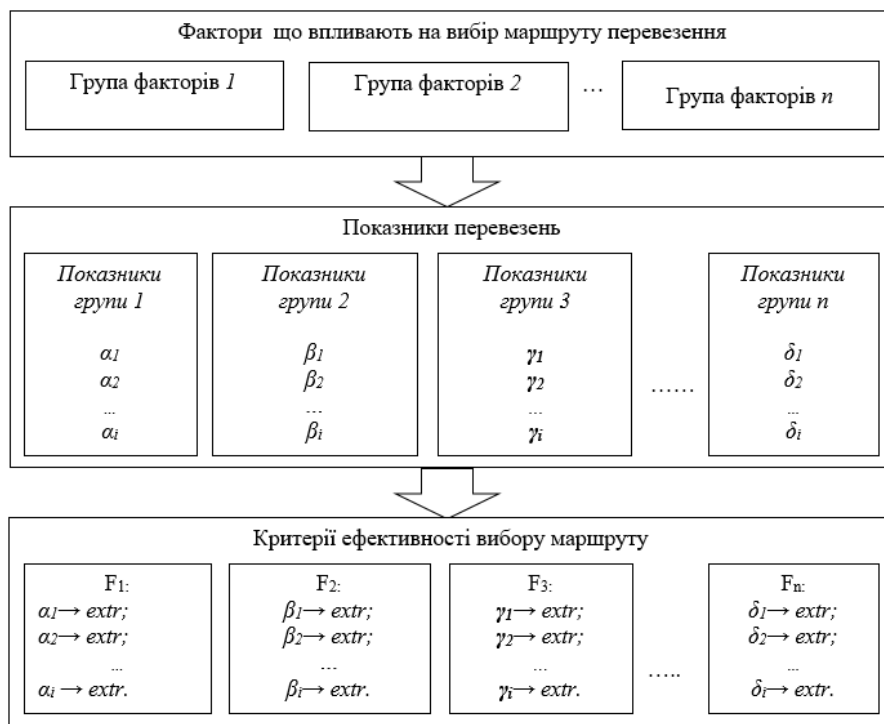 Фактори що впливають на вибір маршруту перевезення
Група факторів 1
Група факторів 2
…
Група факторів n
Показники перевезень
Показники
групи 1
α1
α2
...
αi
Показники
групи 2
β1
β2
…
βi
Показники
групи 3
γ1
γ2
…
γi
……
Показники
групи n
δ1
δ2
...
δi
Критерії ефективності вибору маршруту
F1:
α1→ extr;
α2→ extr;
...
αi → extr.
F2:
β1→ extr;
β2→ extr;
…
βi→ extr.
F3:
γ1→ extr;
γ2→ extr;
...
γi→ extr.
…..
Fn:
δ1→ extr;
δ2→ extr;
...
δi→ extr.